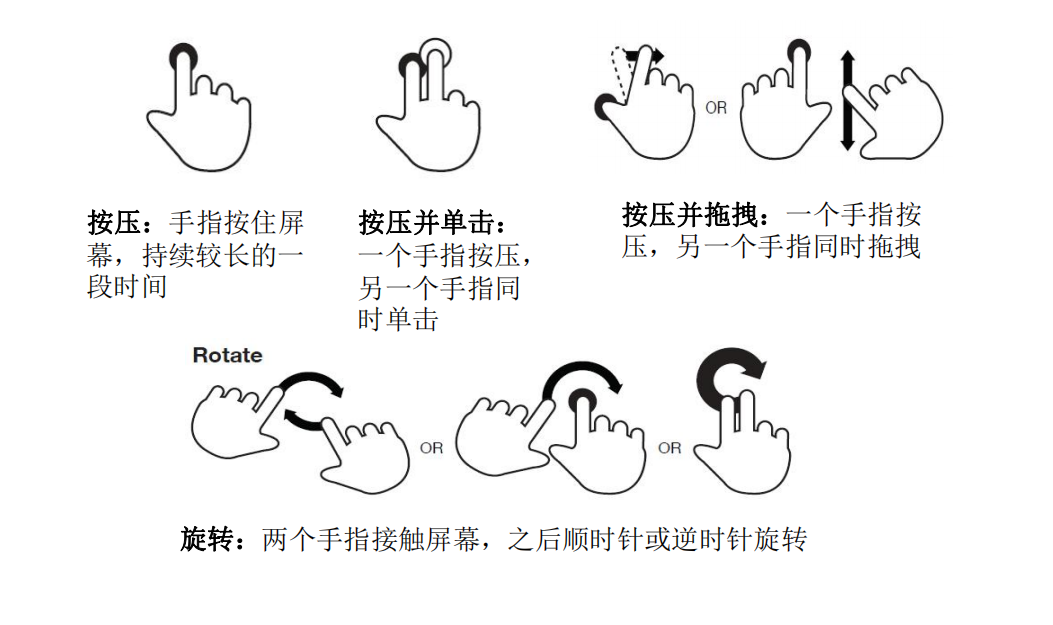 OR
按压：手指按住屏
幕，持续较长的一
段时间
按压并单击：
一个手指按压，
另一个手指同
时单击
按压并拖拽：一个手指按
压，另一个手指同时拖拽
Rotate
OR
OR
旋转：两个手指接触屏幕，之后顺时针或逆时针旋转